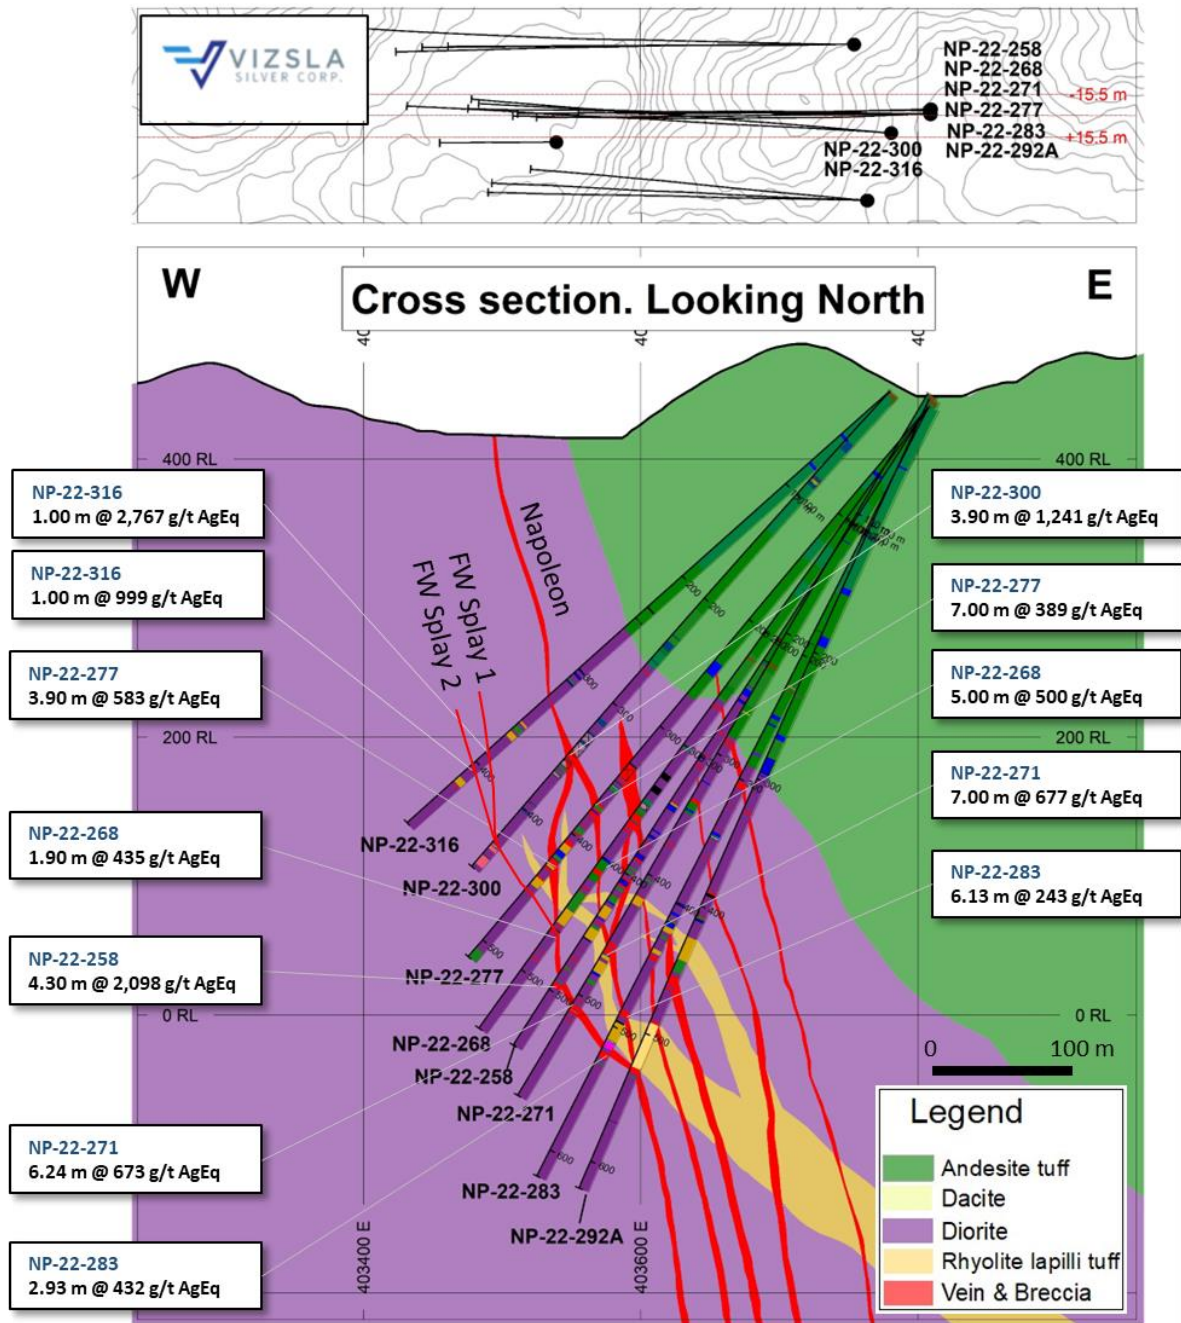 VIZSLA
SILVER CORP.
NP-22-258
NP-22-268
NP-22-271
NP-22-277
NP-22-283
NP-22-292A
-15.5 m
+15.5 m
NP-22-300
NP-22-316
W
Cross section. Looking North
E
400 RL
400 RL
NP-22-316
1.00 m @ 2,767 g/t AgEq
NP-22-316
1.00 m @ 999 g/t AgEq
NP-22-277
3.90 m @ 583 g/t AgEq
NP-22-268
1.90 m @ 435 g/t AgEq
NP-22-258
4.30 m @ 2,098 g/t AgEq
NP-22-271
6.24 m @ 673 g/t AgEq
NP-22-283
2.93 m @ 432 g/t AgEq
Napoleon
FW Splay 1
FW Splay 2
NP-22-300
3.90 m @ 1,241 g/t AgEq
NP-22-277
7.00 m @ 389 g/t AgEq
NP-22-268
5.00 m @ 500 g/t AgEq
NP-22-271
7.00 m @ 677 g/t AgEq
NP-22-283
6.13 m @ 243 g/t AgEq
200 RL
200 RL
0 RL
0 RL
NP-22-316
NP-22-300
NP-22-277
NP-22-268
NP-22-258
NP-22-271
NP-22-283
NP-22-292A
403400 E
403600 E
0 100 m
Legend
Andesite tuff
Dacite
Diorite
Rhyolite lapilli tuff
Vein & Breccia